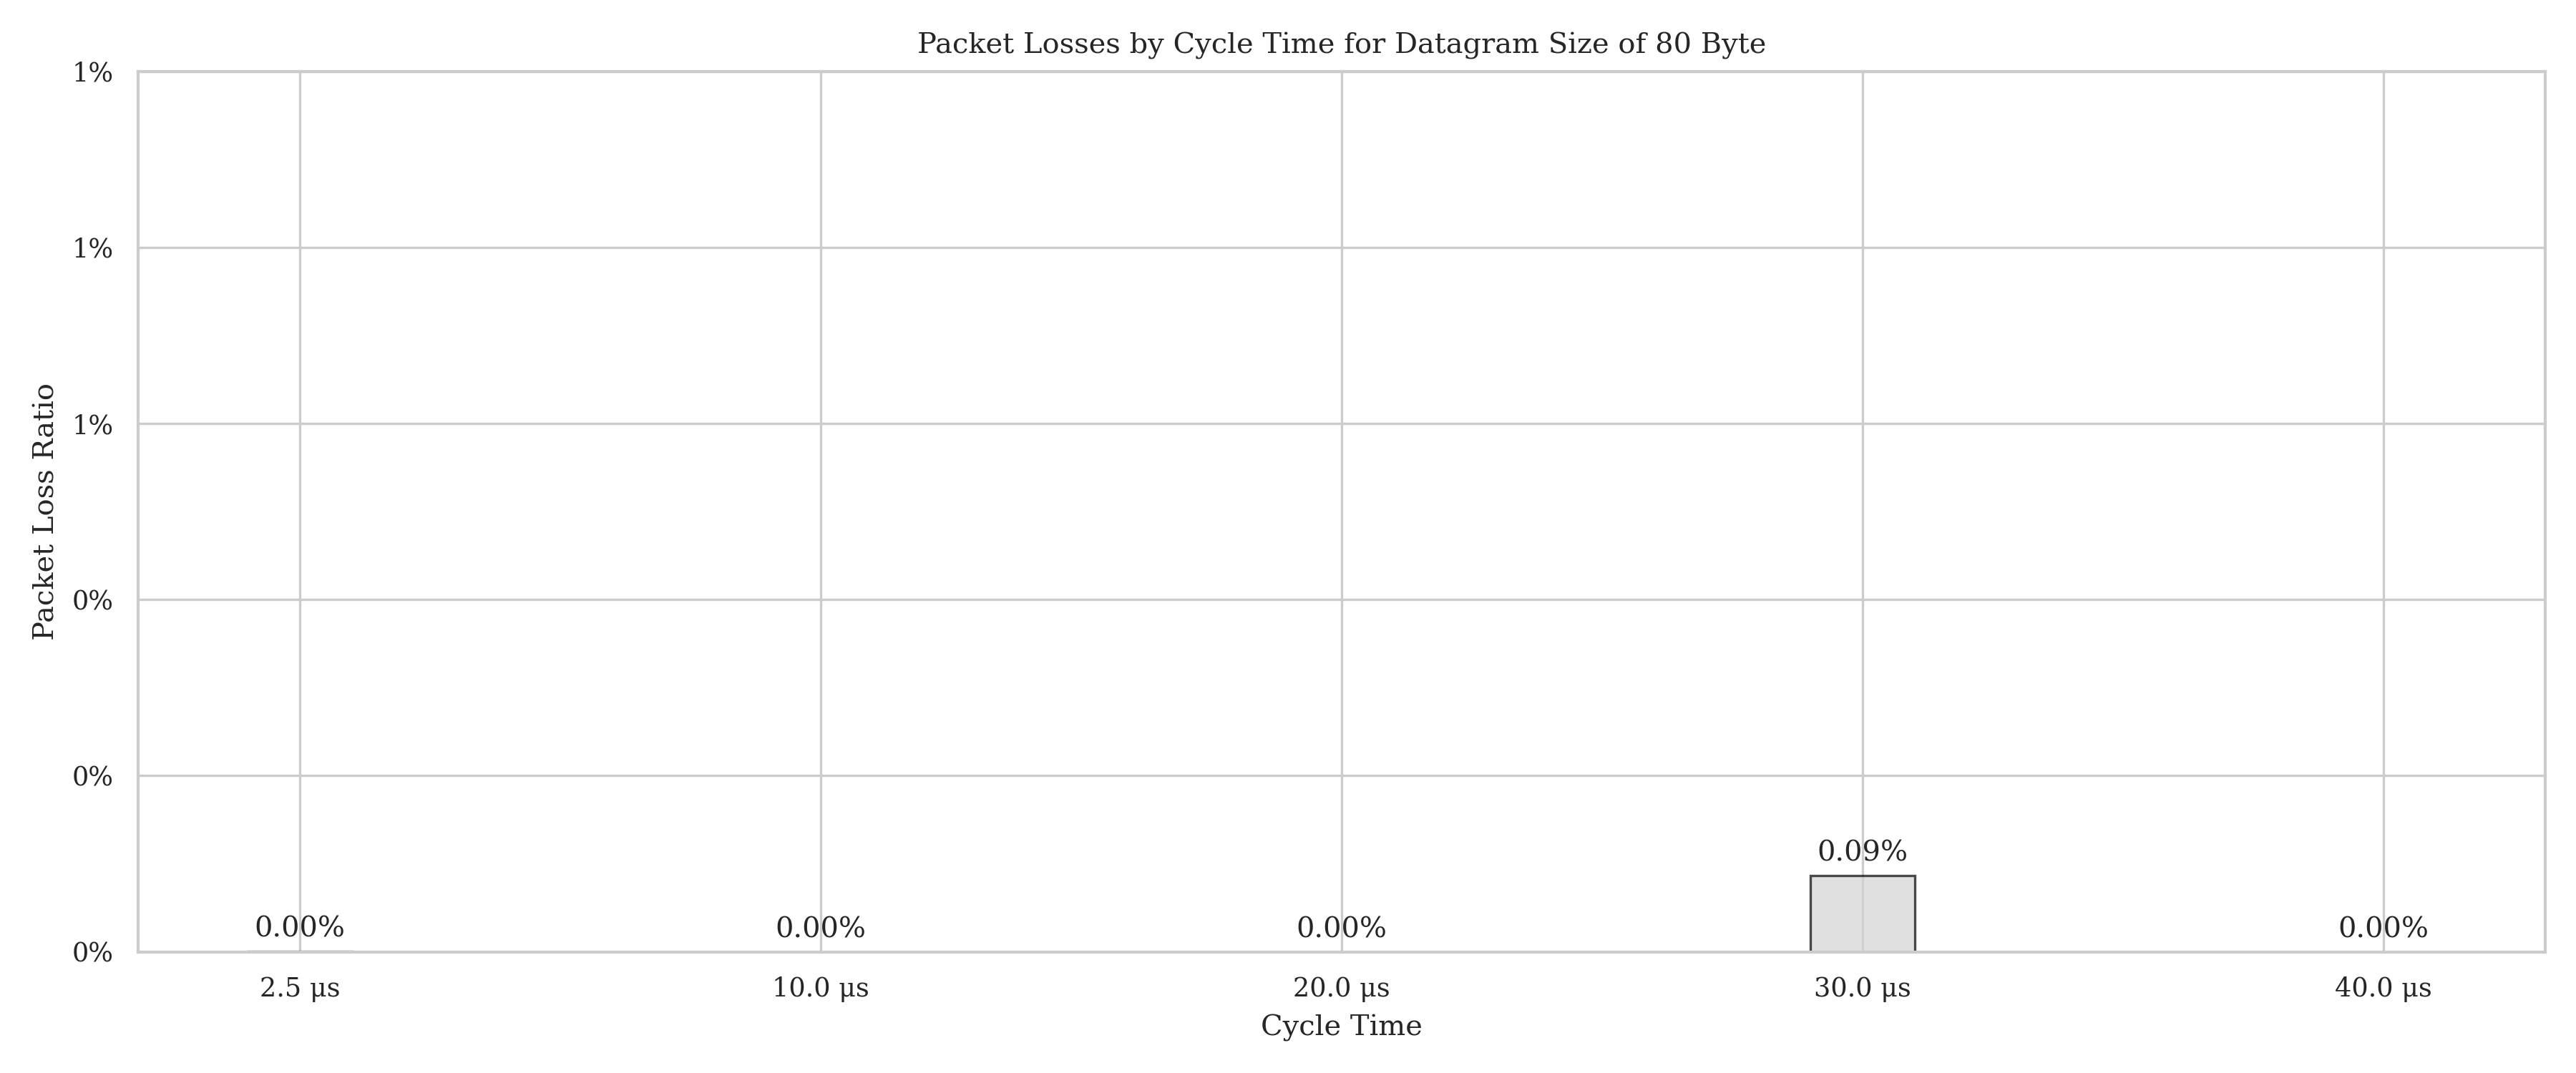 Packet Losses by Cycle Time for Datagram Size of 80 Byte
1%
1%
1%
0%
0%
0%
Packet Loss Ratio
0.00%
0.00%
0.00%
0.09%
0.00%
2.5 µs
10.0 µs
20.0 µs
30.0 µs
40.0 µs
Cycle Time